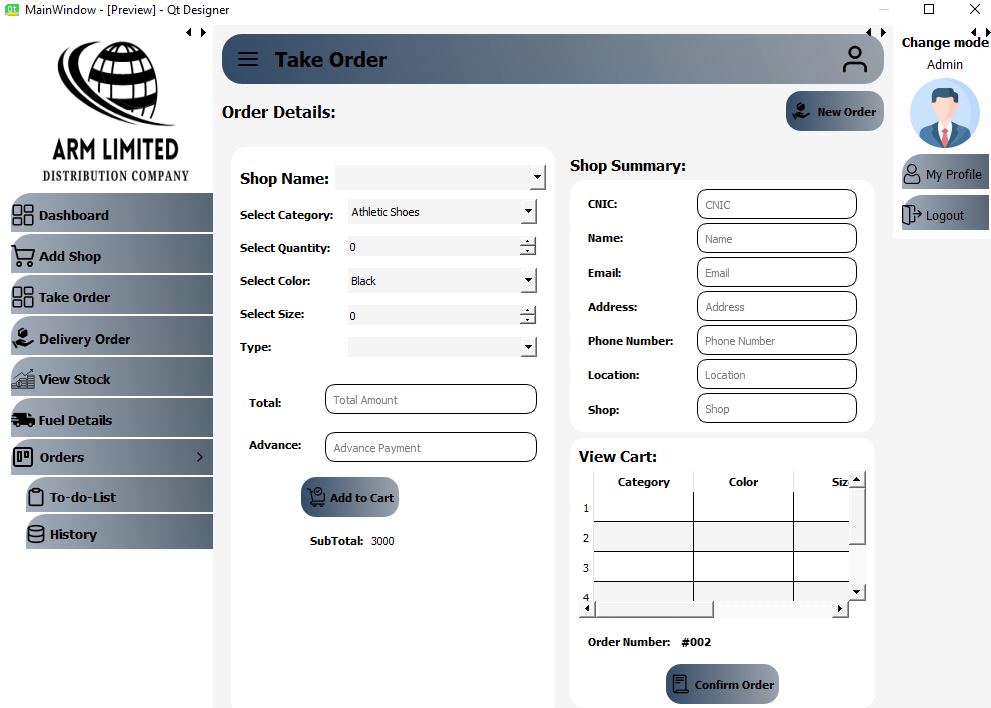 MainWindow - [Preview] - Qt Designer
ARM LIMITED
DISTRIBUTION COMPANY
Dashboard
Add Shop
Take Order
Delivery Order
View Stock
Fuel Details
Orders
To-do-List
History
Take Order
Order Details:
New Order
Shop Name:
Select Category: Athletic Shoes
Select Quantity: 0
Select Color: Black
Select Size: 0
Type:
Total: Total Amount
Advance: Advance Payment
Add to Cart
SubTotal: 3000
Shop Summary:
CNIC: CNIC
Name: Name
Email: Email
Address: Address
Phone Number: Phone Number
Location: Location
Shop: Shop
View Cart:
Category Color Siz
1
2
3
4
Order Number: #002
Confirm Order
Change mode
Admin
My Profile
Logout